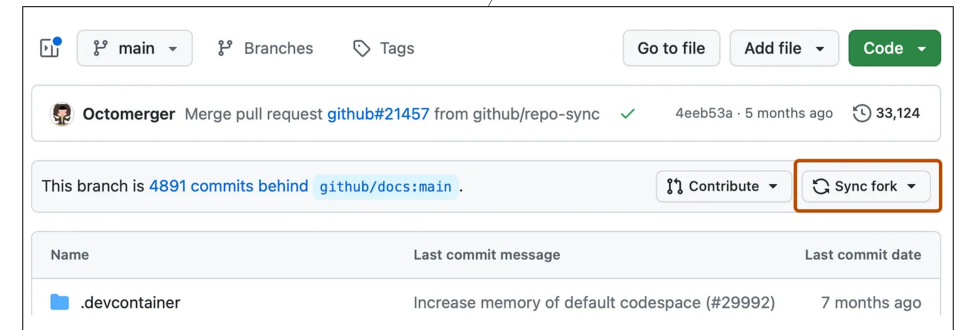 main Branches Tags Go to file Add file Code
Octomerger Merge pull request github#21457 from github/repo-sync 4eeb53a · 5 months ago 33,124
This branch is 4891 commits behind github/docs:main . Contribute Sync fork
Name Last commit message Last commit date
.devcontainer Increase memory of default codespace (#29992) 7 months ago